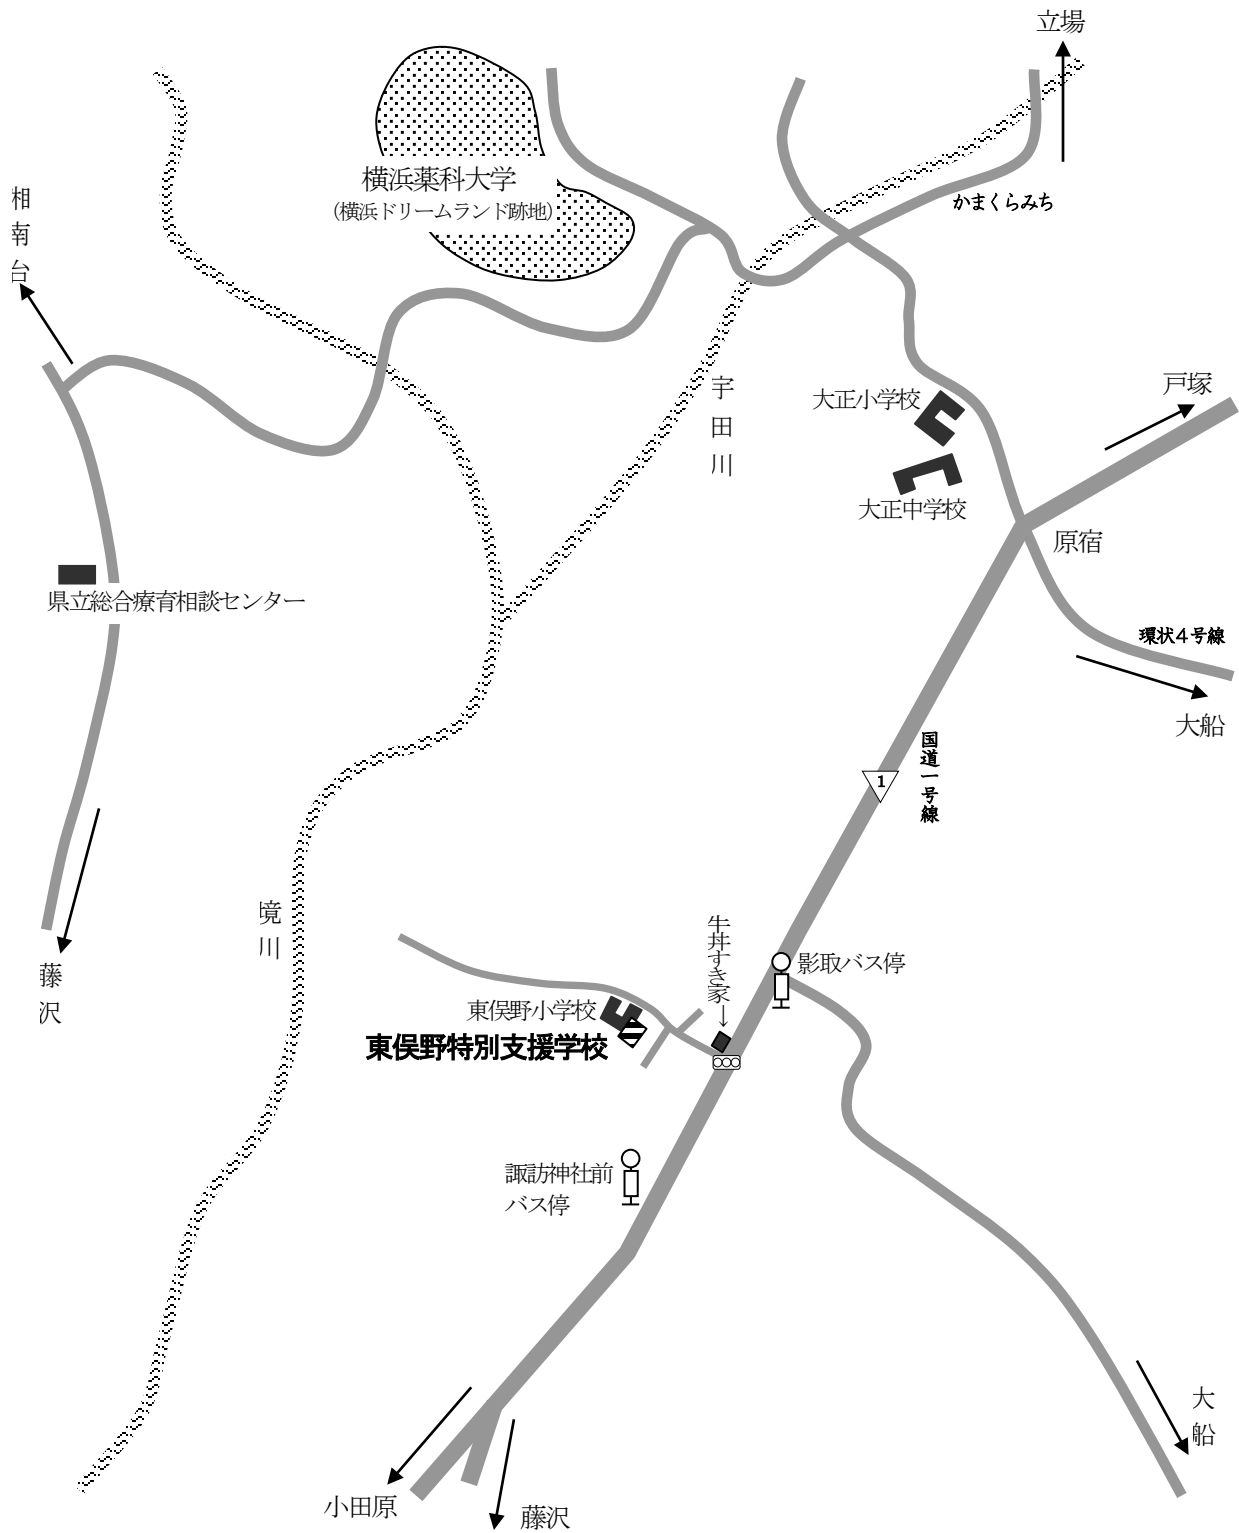 立場
横浜薬科大学
(横浜ドリームランド跡地)
かまくらみち
相南台
宇田川
大正小学校
戸塚
大正中学校
原宿
県立総合療育相談センター
環状4号線
大船
国道一号線
1
境川
牛丼すき家→
影取バス停
藤沢
東俣野小学校
東俣野特別支援学校
諏訪神社前
バス停
大船
小田原
藤沢